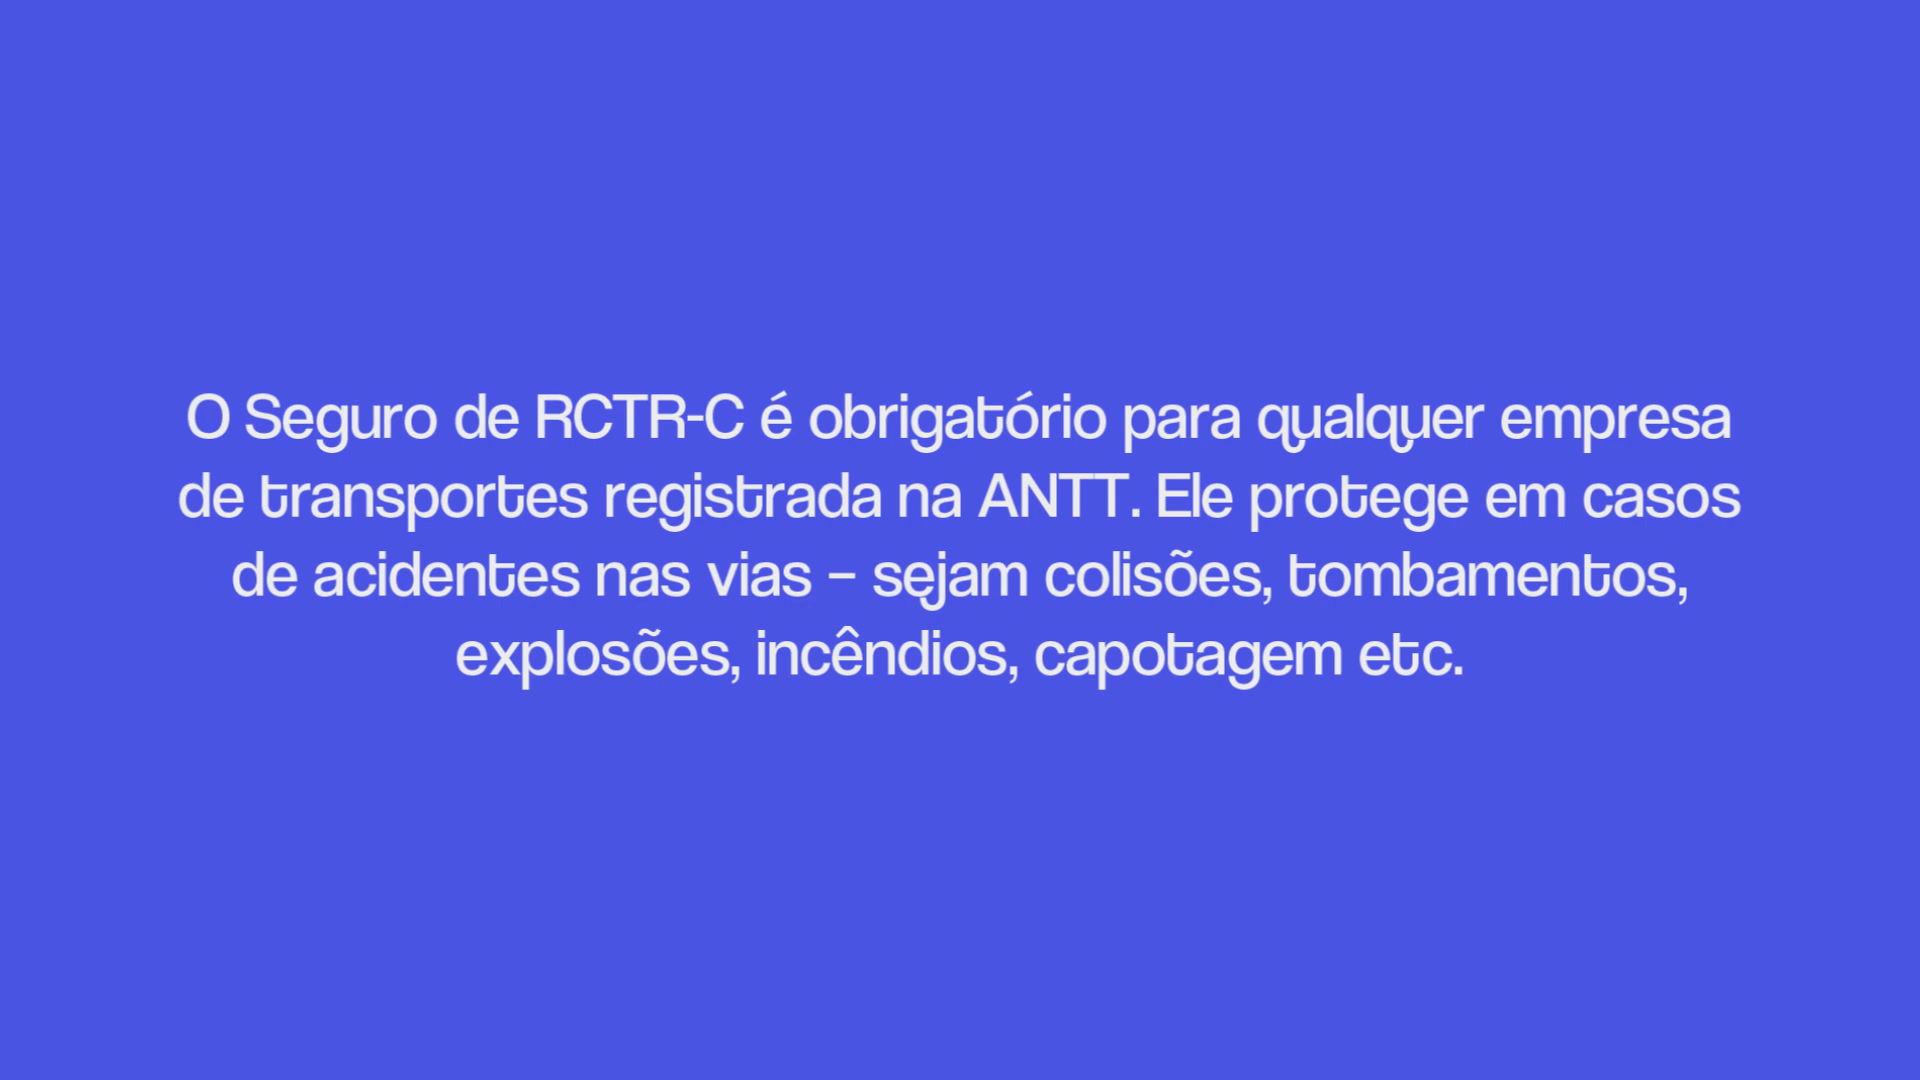 O Seguro de RCTR-C é obrigatório para qualquer empresa
de transportes registrada na ANTT. Ele protege em casos
de acidentes nas vias – sejam colisões, tombamentos,
explosões, incêndios, capotagem etc.